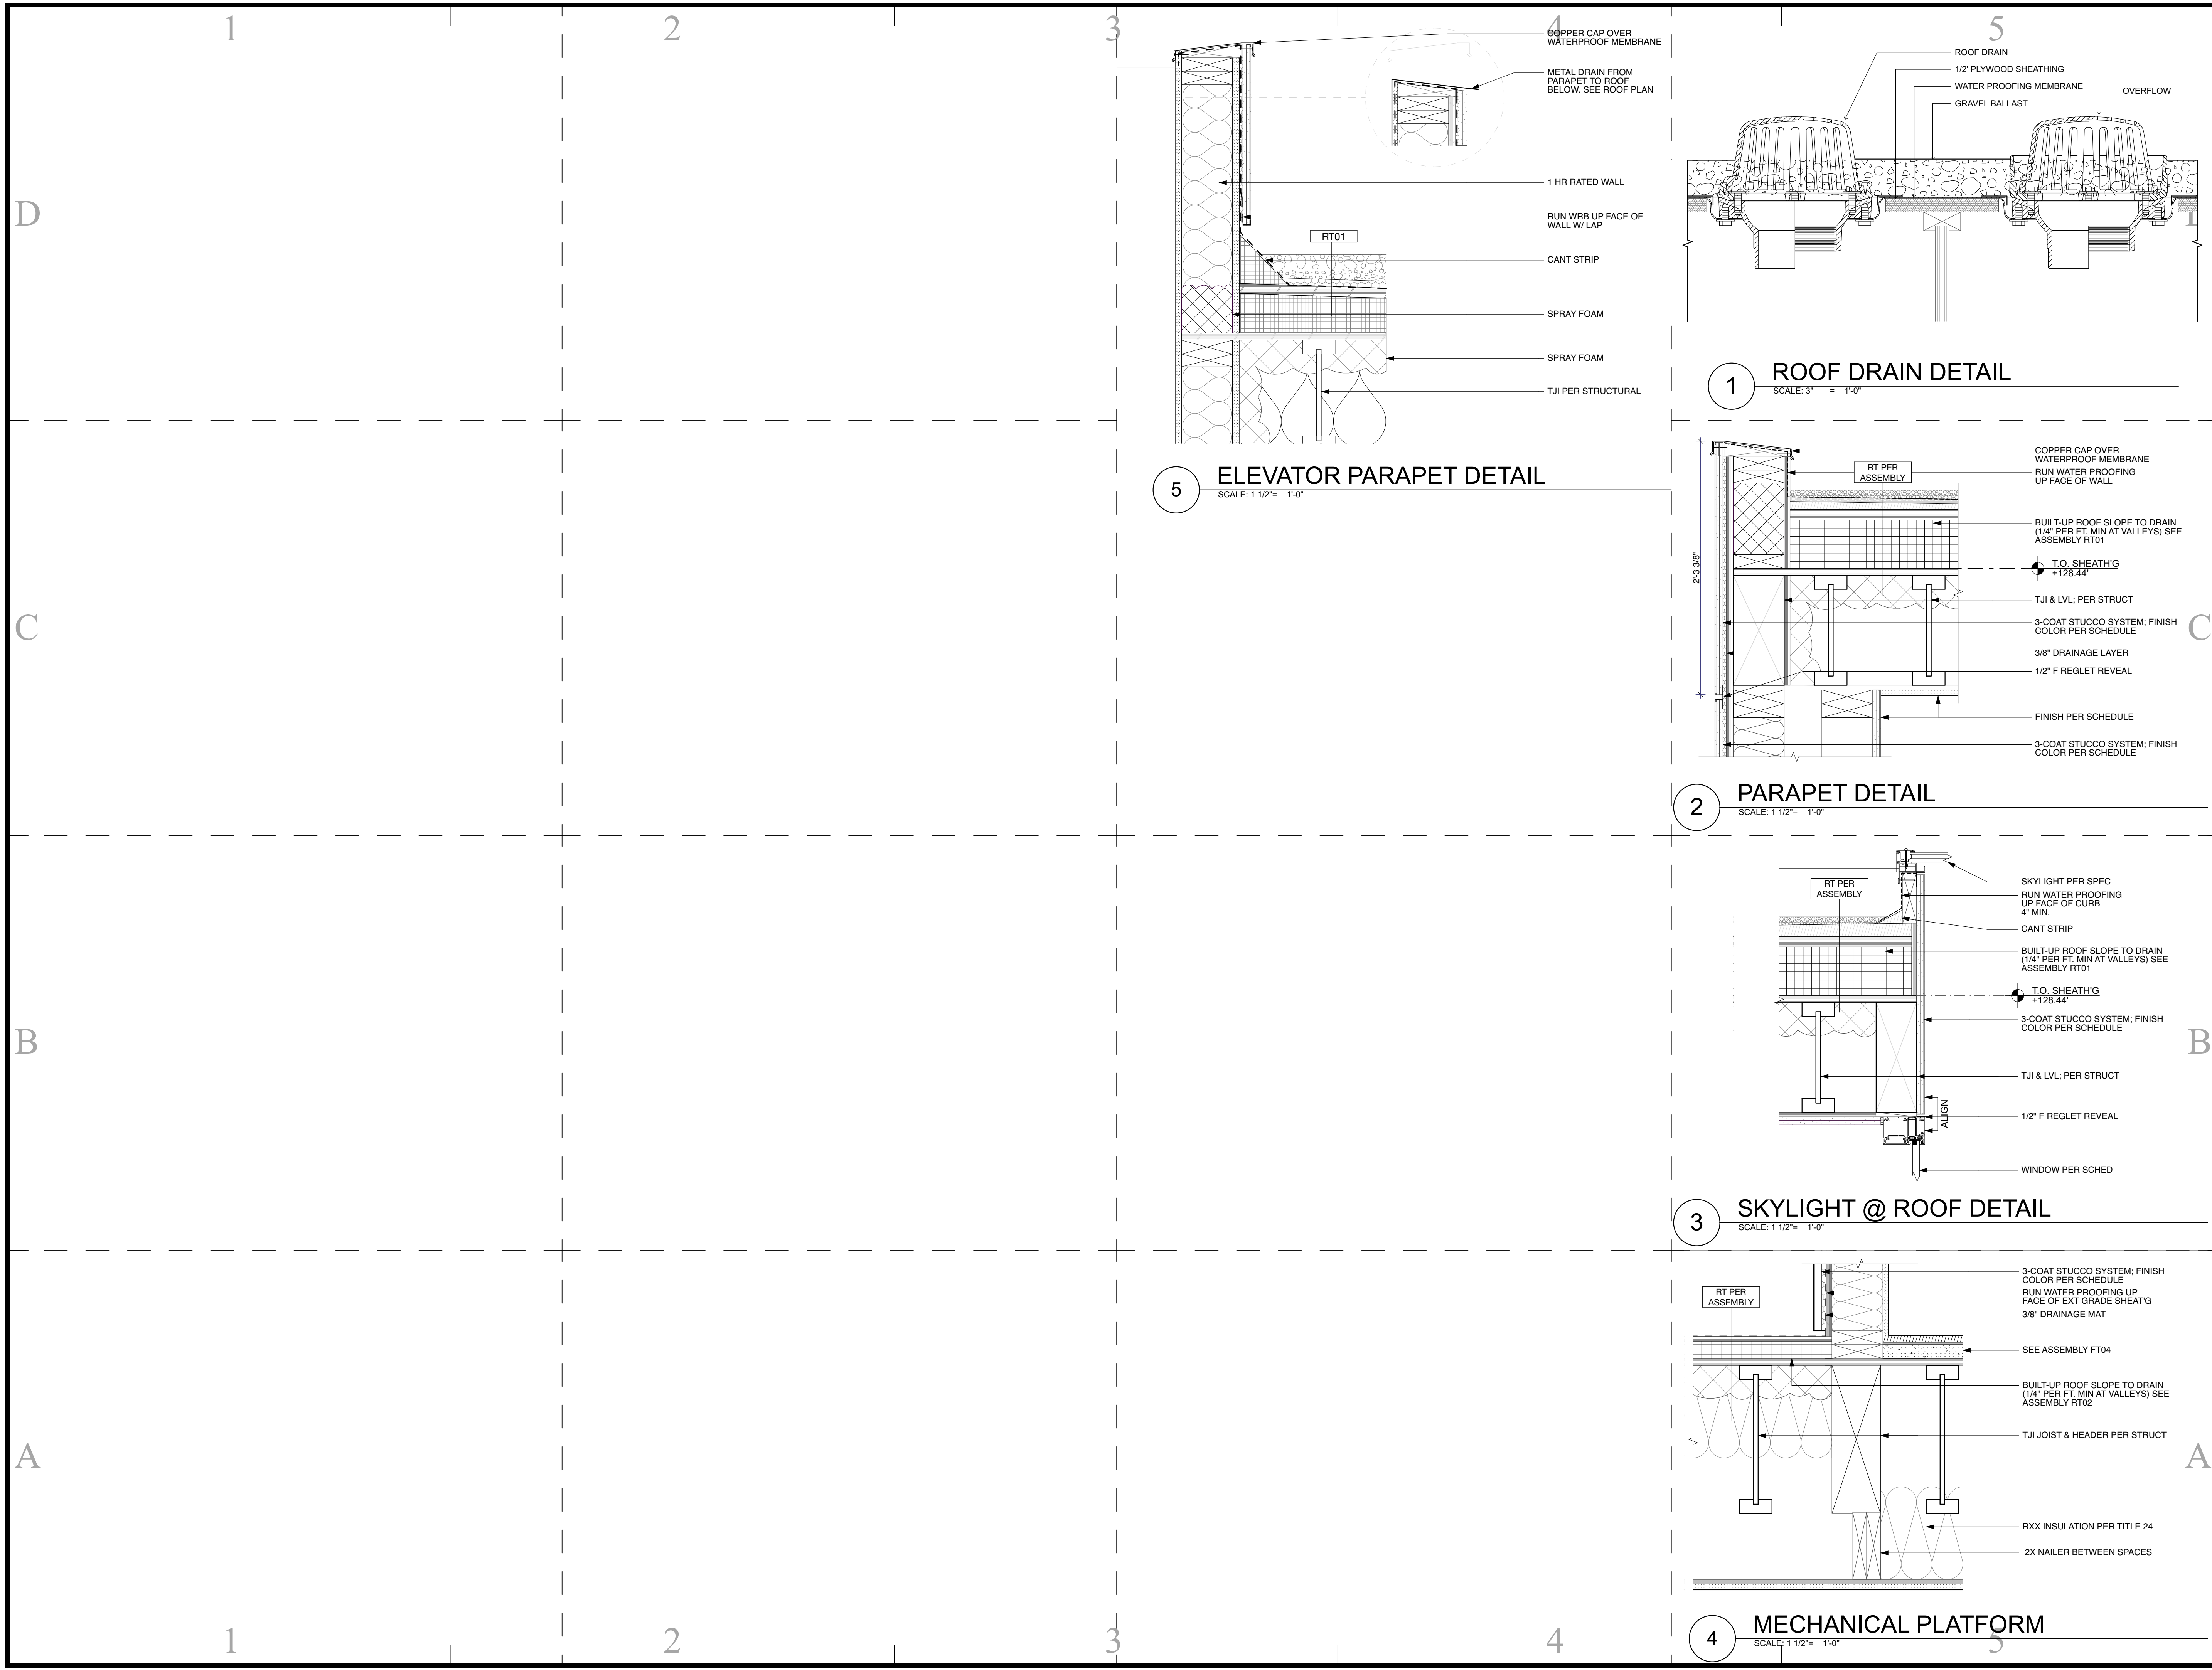 1
2
3
4
5
D
C
B
A
COPPER CAP OVER
WATERPROOF MEMBRANE
METAL DRAIN FROM
PARAPET TO ROOF
BELOW. SEE ROOF PLAN
1 HR RATED WALL
RUN WRB UP FACE OF
WALL W/ LAP
RT01
CANT STRIP
SPRAY FOAM
SPRAY FOAM
TJI PER STRUCTURAL
5
ELEVATOR PARAPET DETAIL
SCALE: 1 1/2"= 1'-0"
ROOF DRAIN
1/2' PLYWOOD SHEATHING
WATER PROOFING MEMBRANE
OVERFLOW
GRAVEL BALLAST
1
ROOF DRAIN DETAIL
SCALE: 3" = 1'-0"
COPPER CAP OVER
WATERPROOF MEMBRANE
RT PER
ASSEMBLY
RUN WATER PROOFING
UP FACE OF WALL
BUILT-UP ROOF SLOPE TO DRAIN
(1/4" PER FT. MIN AT VALLEYS) SEE
ASSEMBLY RT01
2'-3 3/8"
T.O. SHEATH'G
+128.44'
TJI & LVL; PER STRUCT
3-COAT STUCCO SYSTEM; FINISH
COLOR PER SCHEDULE
C
3/8" DRAINAGE LAYER
1/2" F REGLET REVEAL
FINISH PER SCHEDULE
3-COAT STUCCO SYSTEM; FINISH
COLOR PER SCHEDULE
2
PARAPET DETAIL
SCALE: 1 1/2"= 1'-0"
RT PER
ASSEMBLY
SKYLIGHT PER SPEC
RUN WATER PROOFING
UP FACE OF CURB
4" MIN.
CANT STRIP
BUILT-UP ROOF SLOPE TO DRAIN
(1/4" PER FT. MIN AT VALLEYS) SEE
ASSEMBLY RT01
T.O. SHEATH'G
+128.44'
3-COAT STUCCO SYSTEM; FINISH
COLOR PER SCHEDULE
B
TJI & LVL; PER STRUCT
ALIGN
1/2" F REGLET REVEAL
WINDOW PER SCHED
3
SKYLIGHT @ ROOF DETAIL
SCALE: 1 1/2"= 1'-0"
RT PER
ASSEMBLY
3-COAT STUCCO SYSTEM; FINISH
COLOR PER SCHEDULE
RUN WATER PROOFING UP
FACE OF EXT GRADE SHEAT'G
3/8" DRAINAGE MAT
SEE ASSEMBLY FT04
BUILT-UP ROOF SLOPE TO DRAIN
(1/4" PER FT. MIN AT VALLEYS) SEE
ASSEMBLY RT02
TJI JOIST & HEADER PER STRUCT
A
RXX INSULATION PER TITLE 24
2X NAILER BETWEEN SPACES
4
MECHANICAL PLATFORM
SCALE: 1 1/2"= 1'-0"
1
2
3
4
5